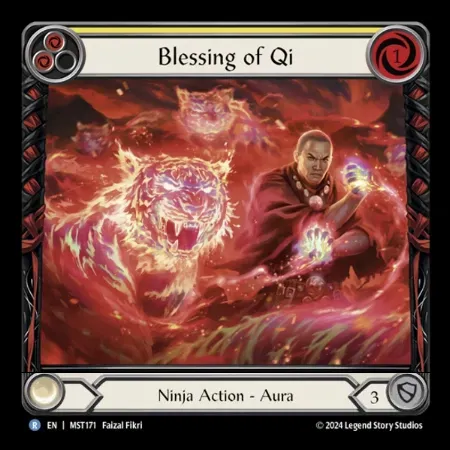 Blessing of Qi
1
Ninja Action - Aura
3
R EN | MST171 Faizal Fikri
© 2024 Legend Story Studios